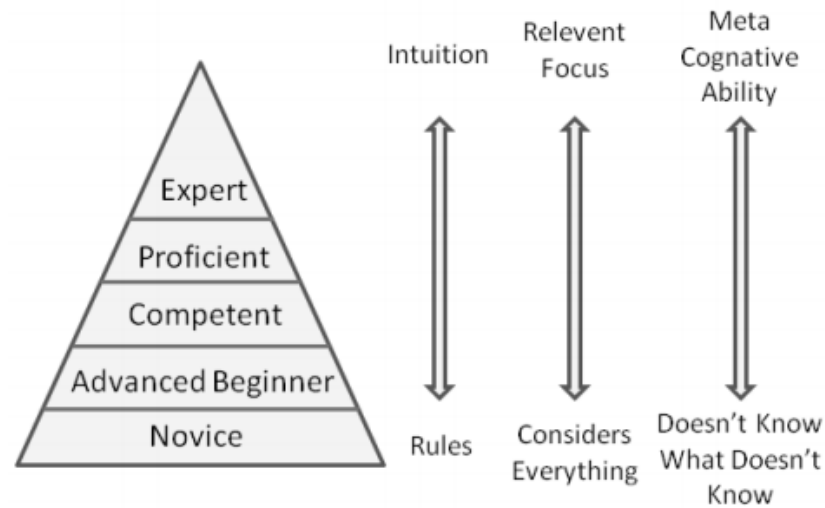 Intuition
Relevent
Focus
Meta
Cognative
Ability
Expert
Proficient
Competent
Advanced Beginner
Novice
Rules
Considers
Everything
Doesn't Know
What Doesn't
Know